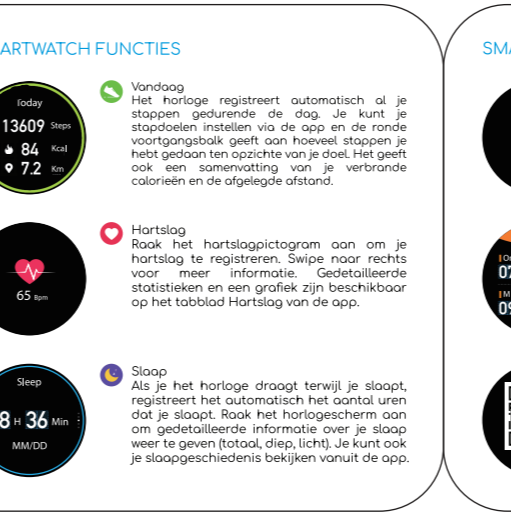 ARTWATCH FUNCTIES
SMA
Today
13609 Steps
84 Kcal
7.2 Km
Vandaag
Het horloge registreert automatisch al je
stappen gedurende de dag. Je kunt je
stapdoelen instellen via de app en de ronde
voortgangsbalk geeft aan hoeveel stappen je
hebt gedaan ten opzichte van je doel. Het geeft
ook een samenvatting van je verbrande
calorieën en de afgelegde afstand.
65 Bpm
Hartslag
Raak het hartslagpictogram aan om je
hartslag te registreren. Swipe naar rechts
voor meer informatie. Gedetailleerde
statistieken en een grafiek zijn beschikbaar
op het tabblad Hartslag van de app.
Sleep
8 H 36 Min
MM/DD
Slaap
Als je het horloge draagt terwijl je slaapt,
registreert het automatisch het aantal uren
dat je slaapt. Raak het horlogescherm aan
om gedetailleerde informatie over je slaap
weer te geven (totaal, diep, licht). Je kunt ook
je slaapgeschiedenis bekijken vanuit de app.